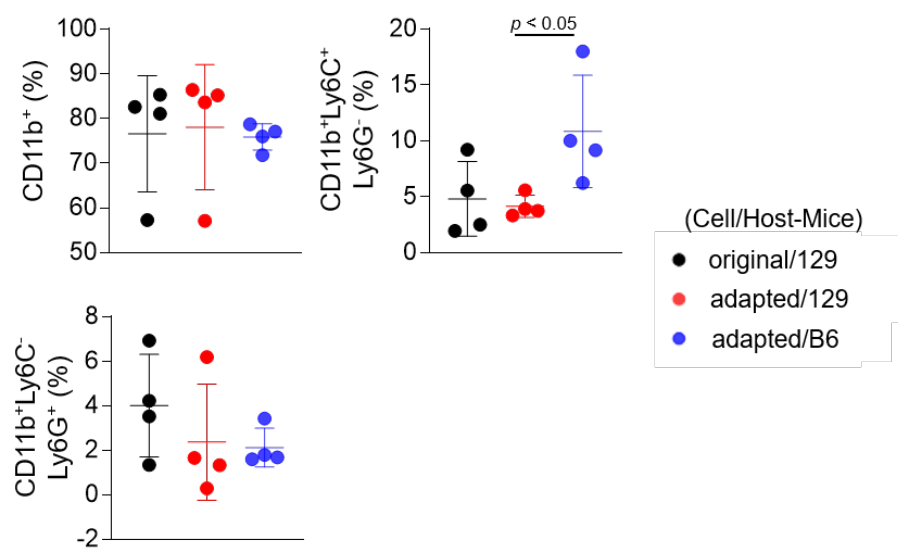 CD11b⁺ (%)
100
90
80
70
60
50
CD11b⁺Ly6C⁺
Ly6G⁻ (%)
20
15
10
5
0
p < 0.05
(Cell/Host-Mice)
original/129
adapted/129
adapted/B6
CD11b⁺Ly6C⁻
Ly6G⁺ (%)
8
6
4
2
0
-2